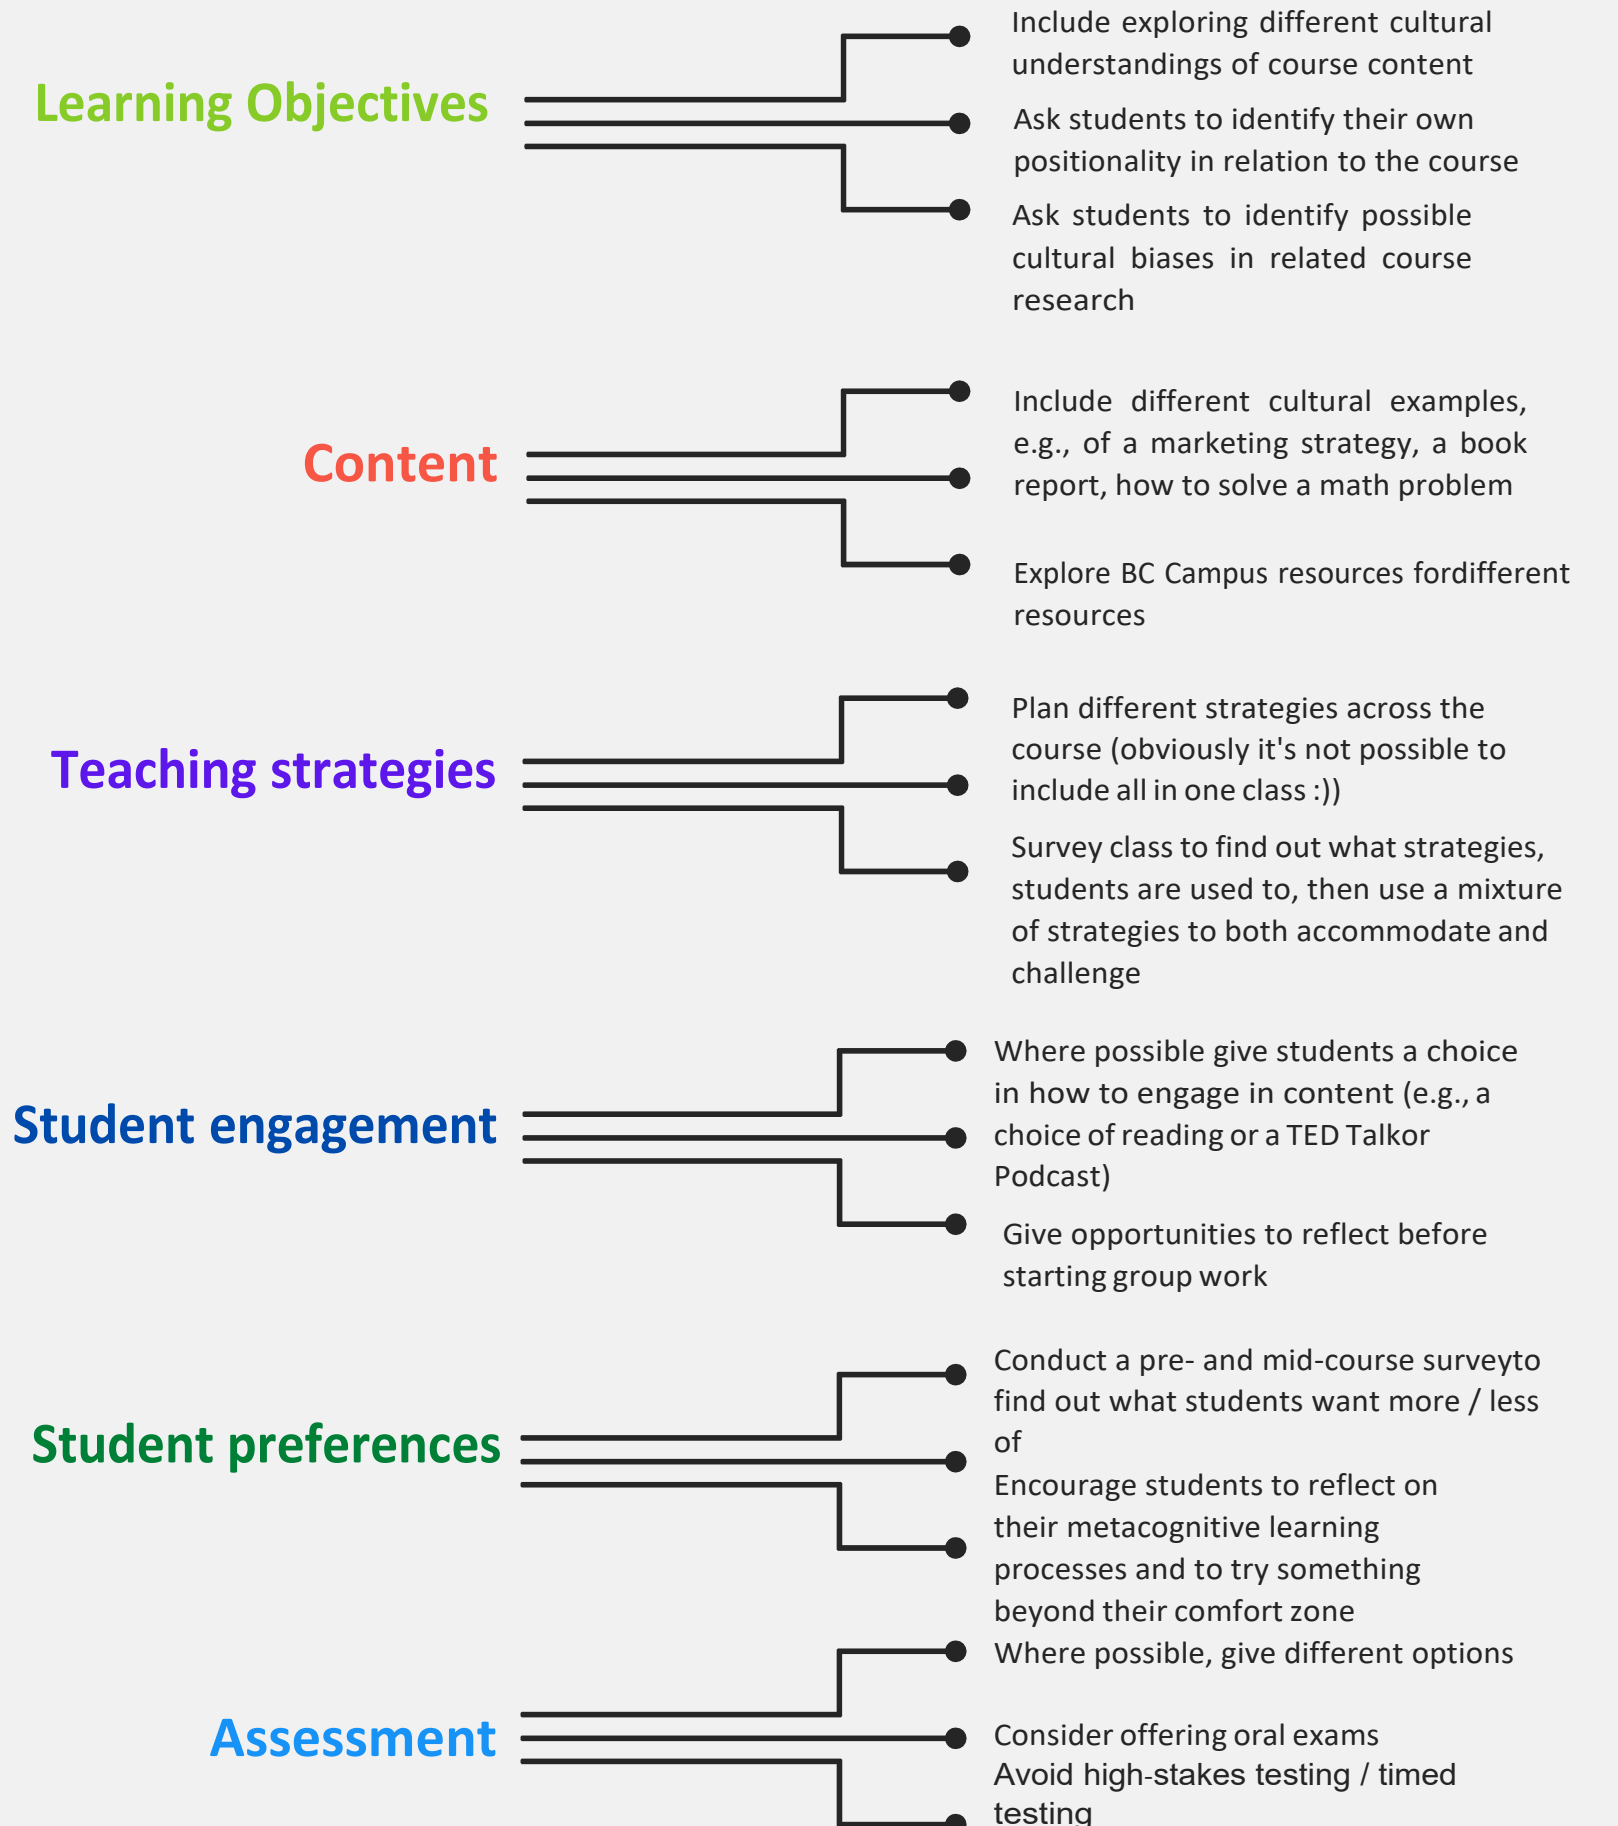 Learning Objectives
Include exploring different cultural
understandings of course content
Ask students to identify their own
positionality in relation to the course
Ask students to identify possible
cultural biases in related course
research
Content
Include different cultural examples,
e.g., of a marketing strategy, a book
report, how to solve a math problem
Explore BC Campus resources fordifferent
resources
Teaching strategies
Plan different strategies across the
course (obviously it's not possible to
include all in one class :))
Survey class to find out what strategies,
students are used to, then use a mixture
of strategies to both accommodate and
challenge
Student engagement
Where possible give students a choice
in how to engage in content (e.g., a
choice of reading or a TED Talkor
Podcast)
Give opportunities to reflect before
starting group work
Student preferences
Conduct a pre- and mid-course surveyto
find out what students want more / less
of
Encourage students to reflect on
their metacognitive learning
processes and to try something
beyond their comfort zone
Assessment
Where possible, give different options
Consider offering oral exams
Avoid high-stakes testing / timed
testing